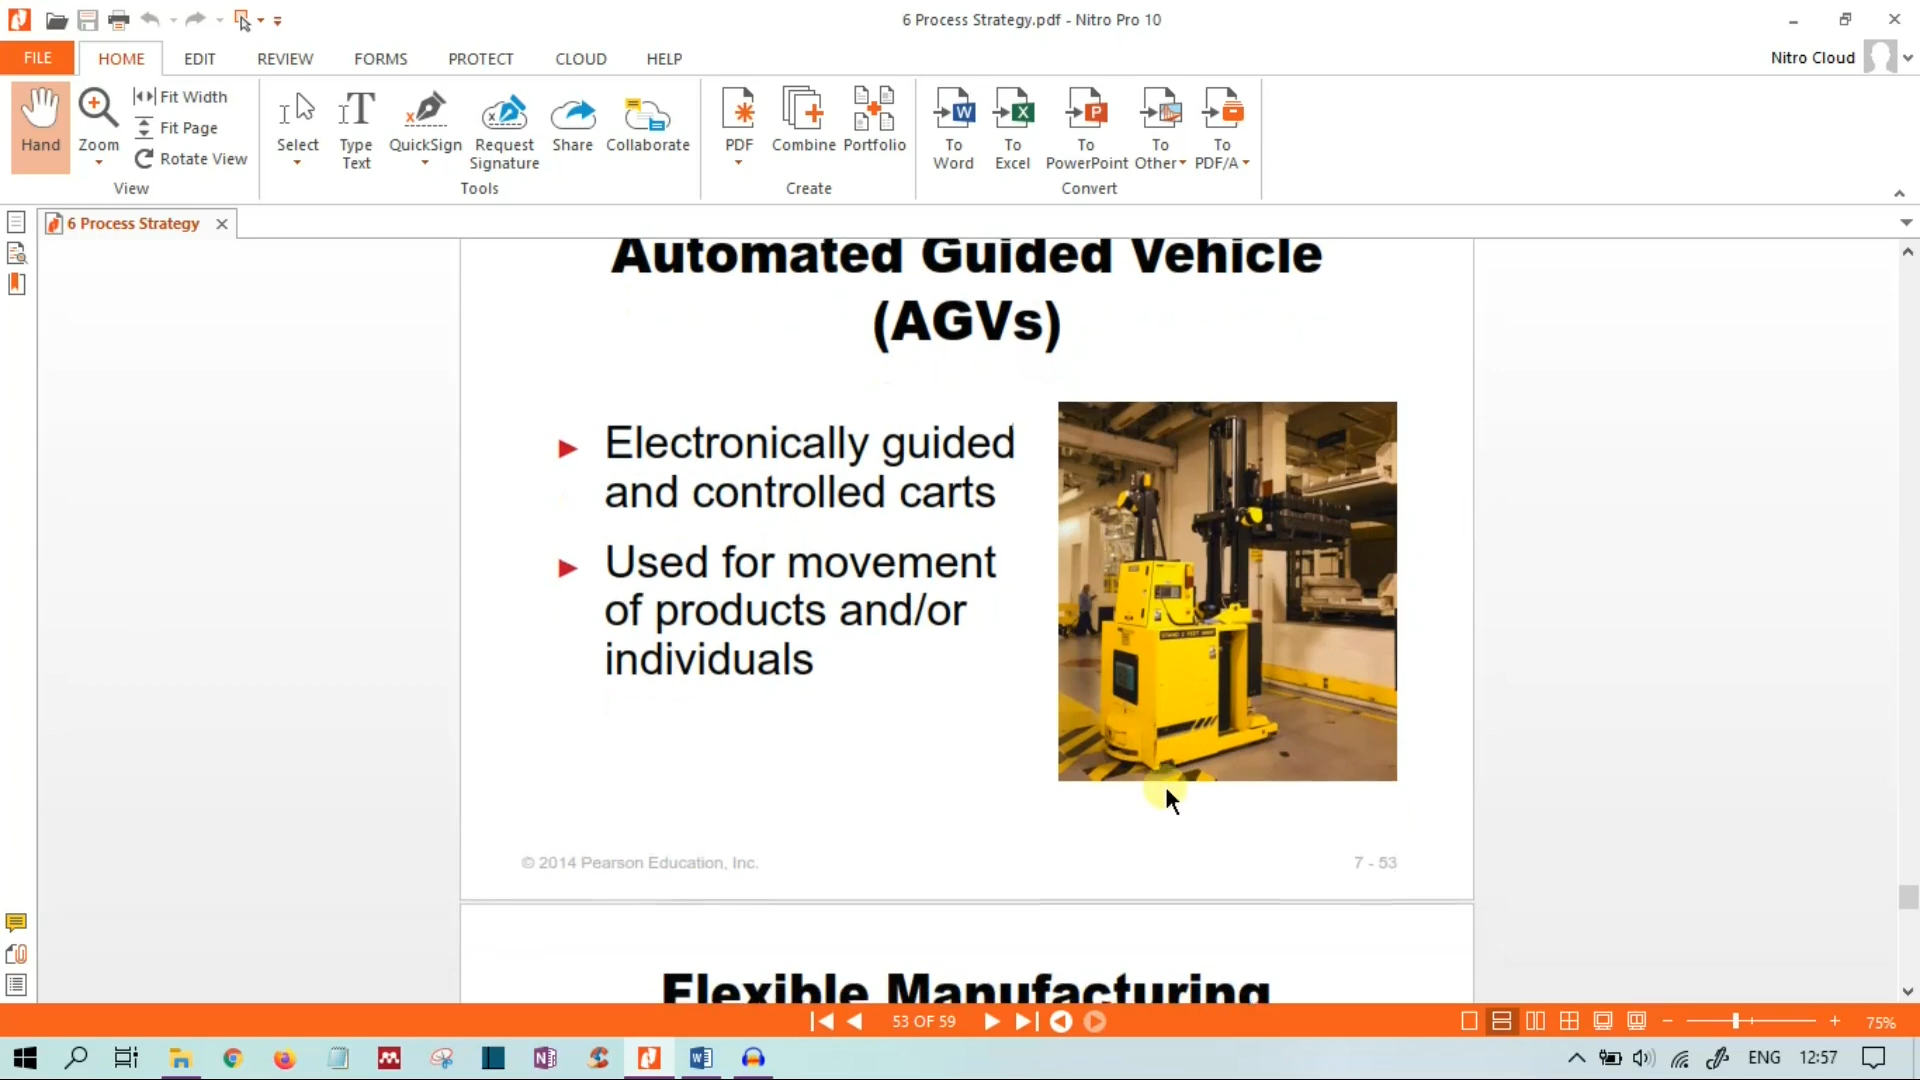 6 Process Strategy.pdf - Nitro Pro 10
FILE
HOME
EDIT
REVIEW
FORMS
PROTECT
CLOUD
HELP
Nitro Cloud
Hand
Zoom
Fit Width
Fit Page
Rotate View
View
Select
Type
Text
QuickSign
Request
Signature
Share
Collaborate
Tools
PDF
Combine
Portfolio
Create
To
Word
To
Excel
To
PowerPoint
To
Other
To
PDF/A
Convert
6 Process Strategy
Automated Guided Vehicle
(AGVs)
Electronically guided
and controlled carts
Used for movement
of products and/or
individuals
© 2014 Pearson Education, Inc.
7 - 53
Flexible Manufacturing
53 OF 59
75%
ENG
12:57